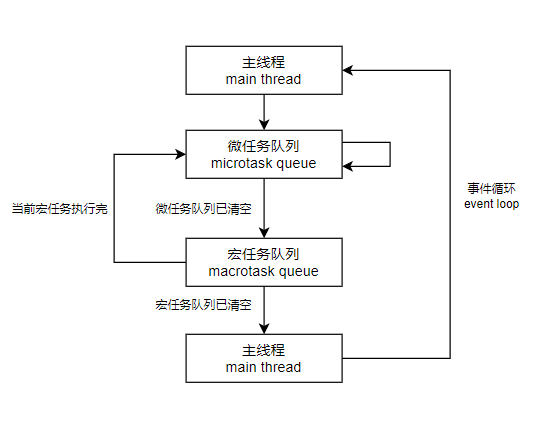 主线程
main thread
微任务队列
microtask queue
当前宏任务执行完
微任务队列已清空
事件循环
event loop
宏任务队列
macrotask queue
宏任务队列已清空
主线程
main thread